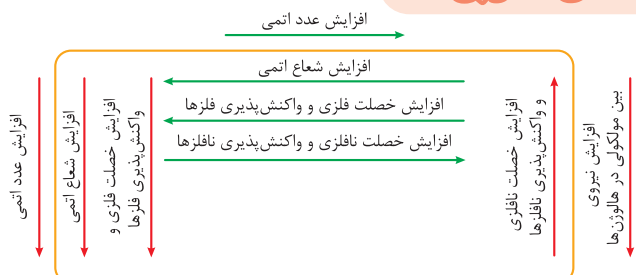 افزایش عدد اتمی
افزایش شعاع اتمی
افزایش خصلت فلزی و واکنش‌پذیری فلزها
افزایش خصلت نافلزی و واکنش‌پذیری نافلزها
افزایش نیروی
بین مولکولی در هالوژن‌ها
افزایش خصلت نافلزی
و واکنش‌پذیری نافلزها
افزایش خصلت فلزی و
واکنش‌پذیری فلزها
افزایش شعاع اتمی
افزایش عدد اتمی